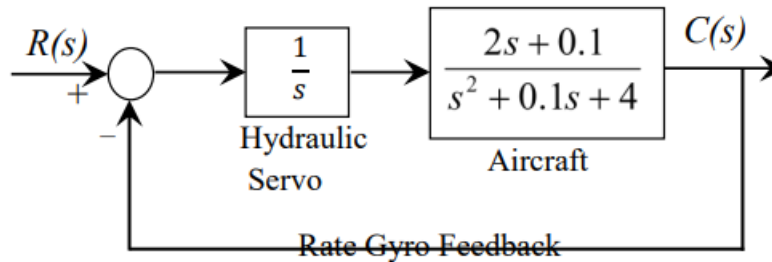 R(s)
+
−
1
s
Hydraulic
Servo
2s + 0.1
s² + 0.1s + 4
Aircraft
C(s)
Rate Gyro Feedback